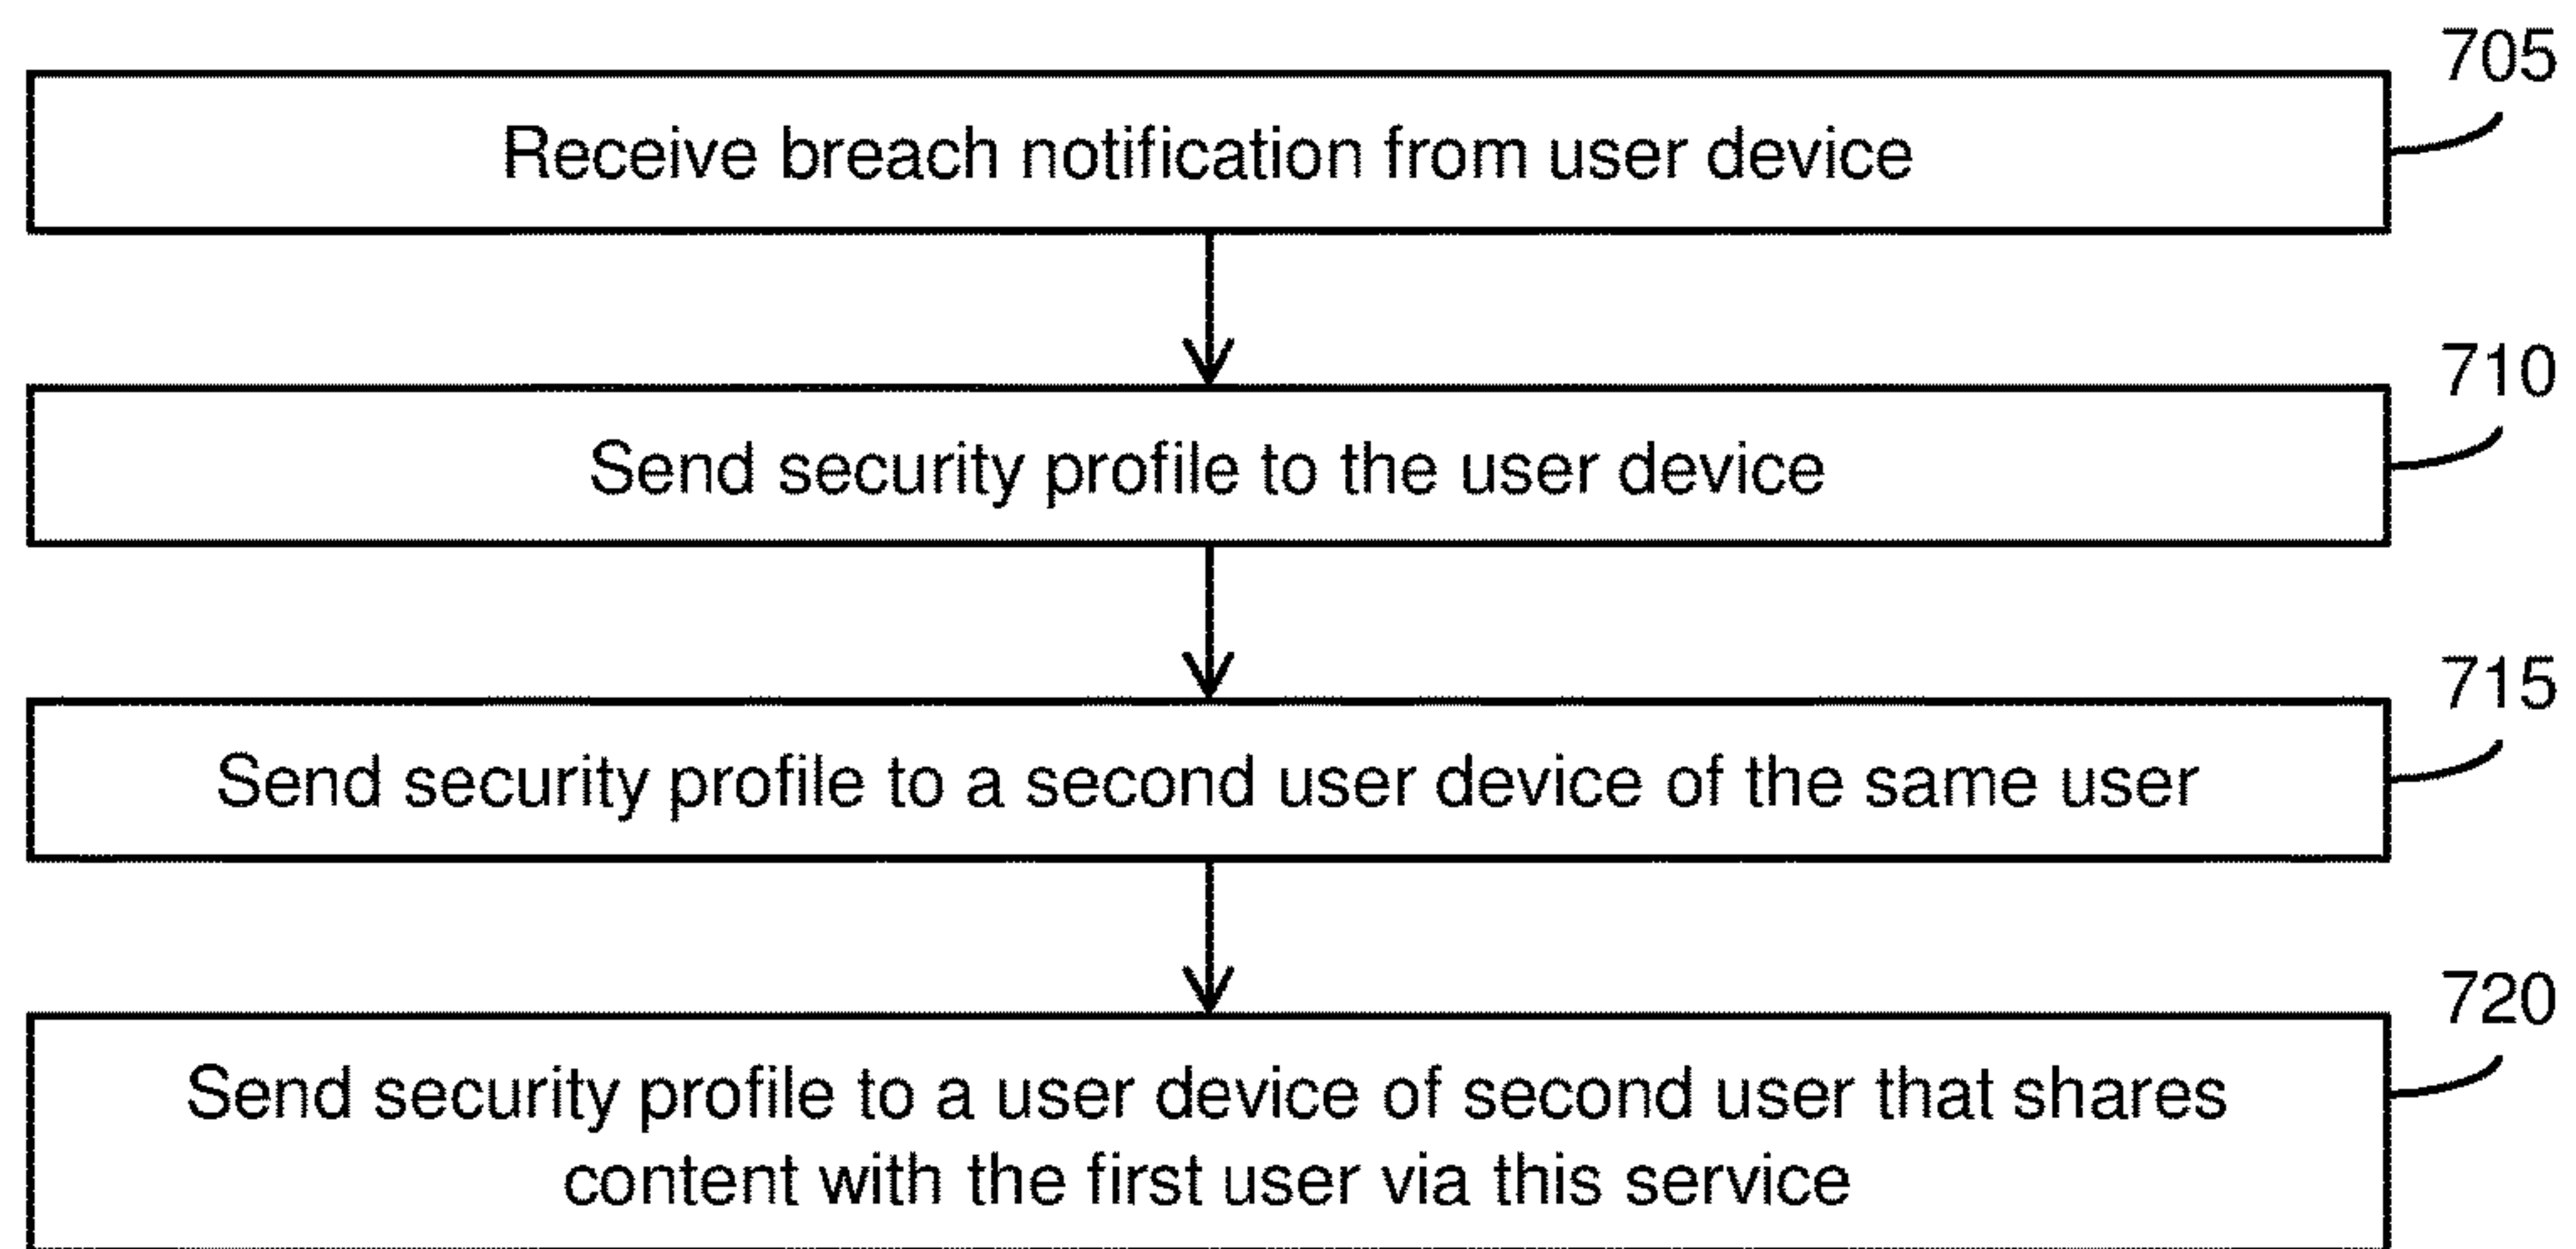 705
Receive breach notification from user device
710
Send security profile to the user device
715
Send security profile to a second user device of the same user
720
Send security profile to a user device of second user that shares
content with the first user via this service